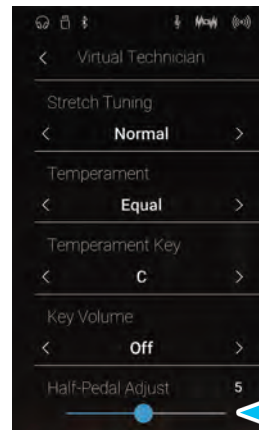 < Virtual Technician
Stretch Tuning
< Normal >
Temperament
< Equal >
Temperament Key
< C >
Key Volume
< Off >
Half-Pedal Adjust 5